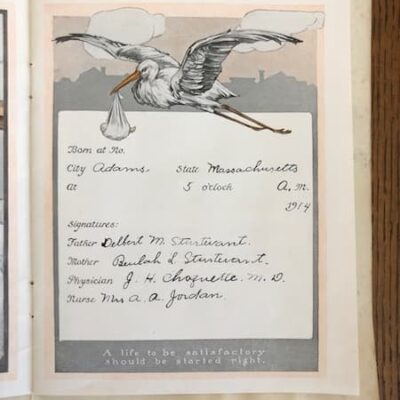 Born at No.
City Adams State Massachusetts
At 5 o'clock A.M.
1914
Signatures:
Father Delbert M. Sturtevant.
Mother Beulah L. Sturtevant.
Physician J. H. Choquette. M. D.
Nurse Mrs A. A. Jordan.
A life to be satisfactory
should be started right.